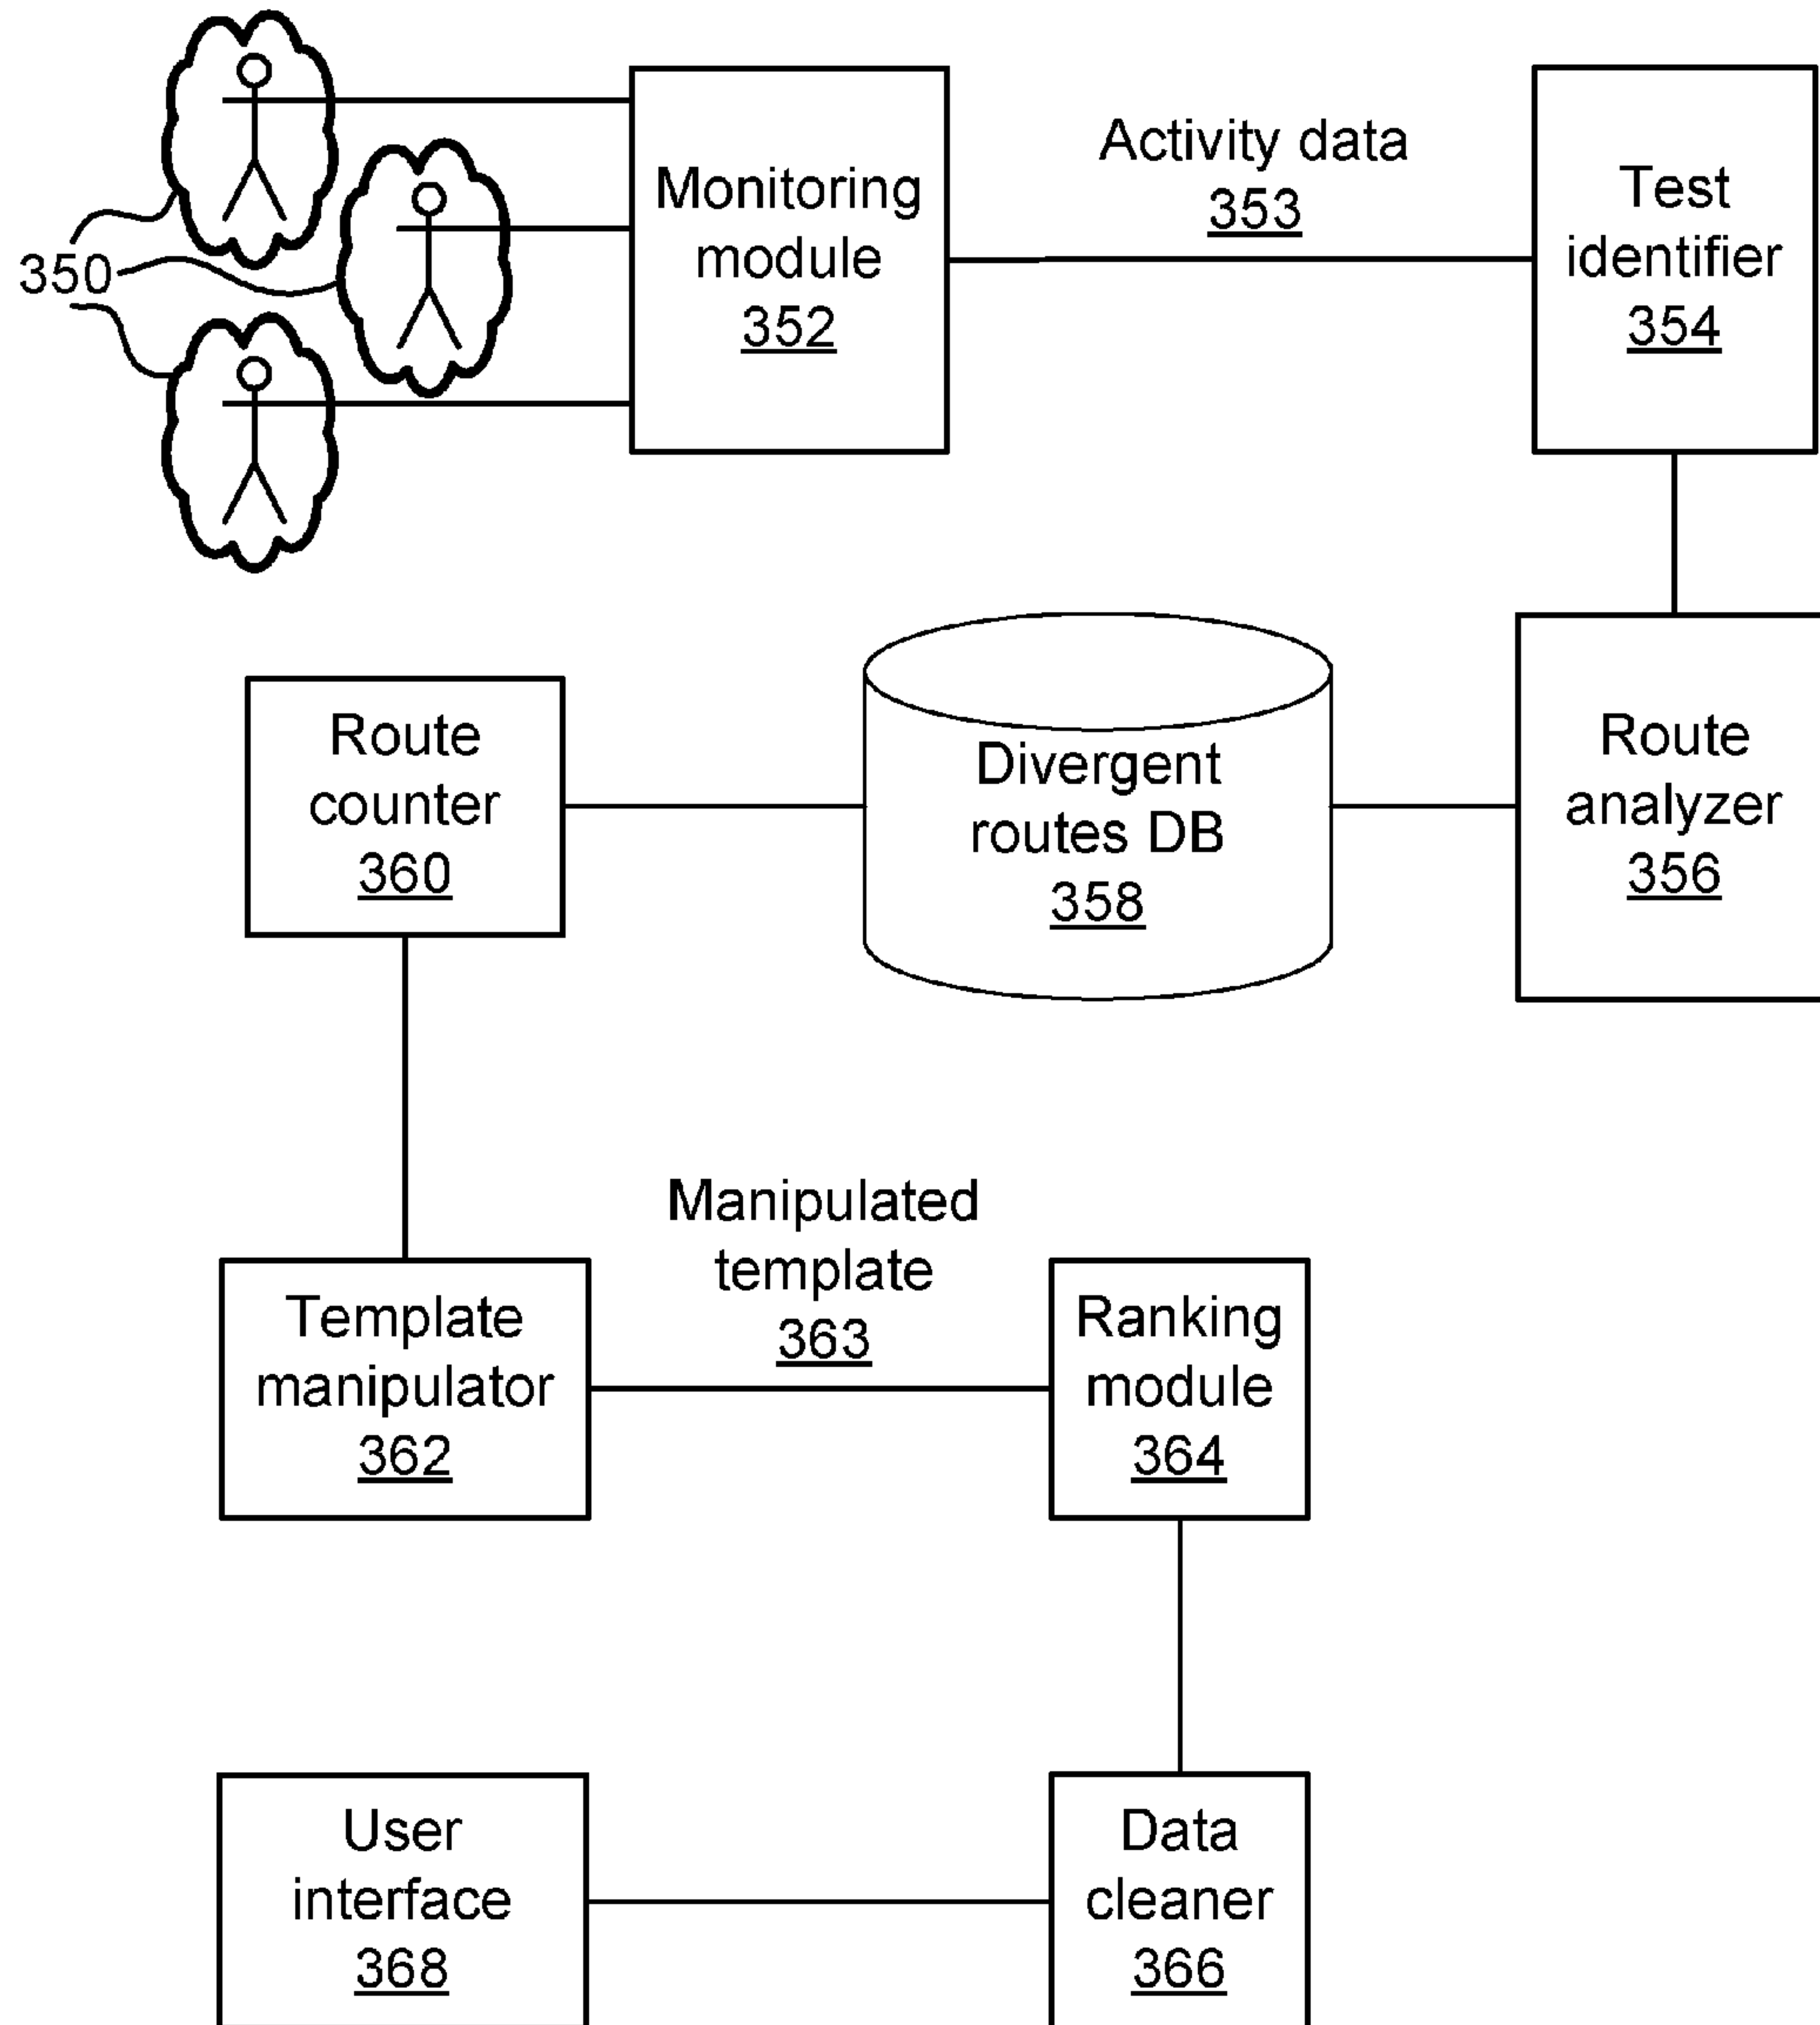 350
Monitoring
module
352
Activity data
353
Test
identifier
354
Route
counter
360
Divergent
routes DB
358
Route
analyzer
356
Template
manipulator
362
Manipulated
template
363
Ranking
module
364
User
interface
368
Data
cleaner
366